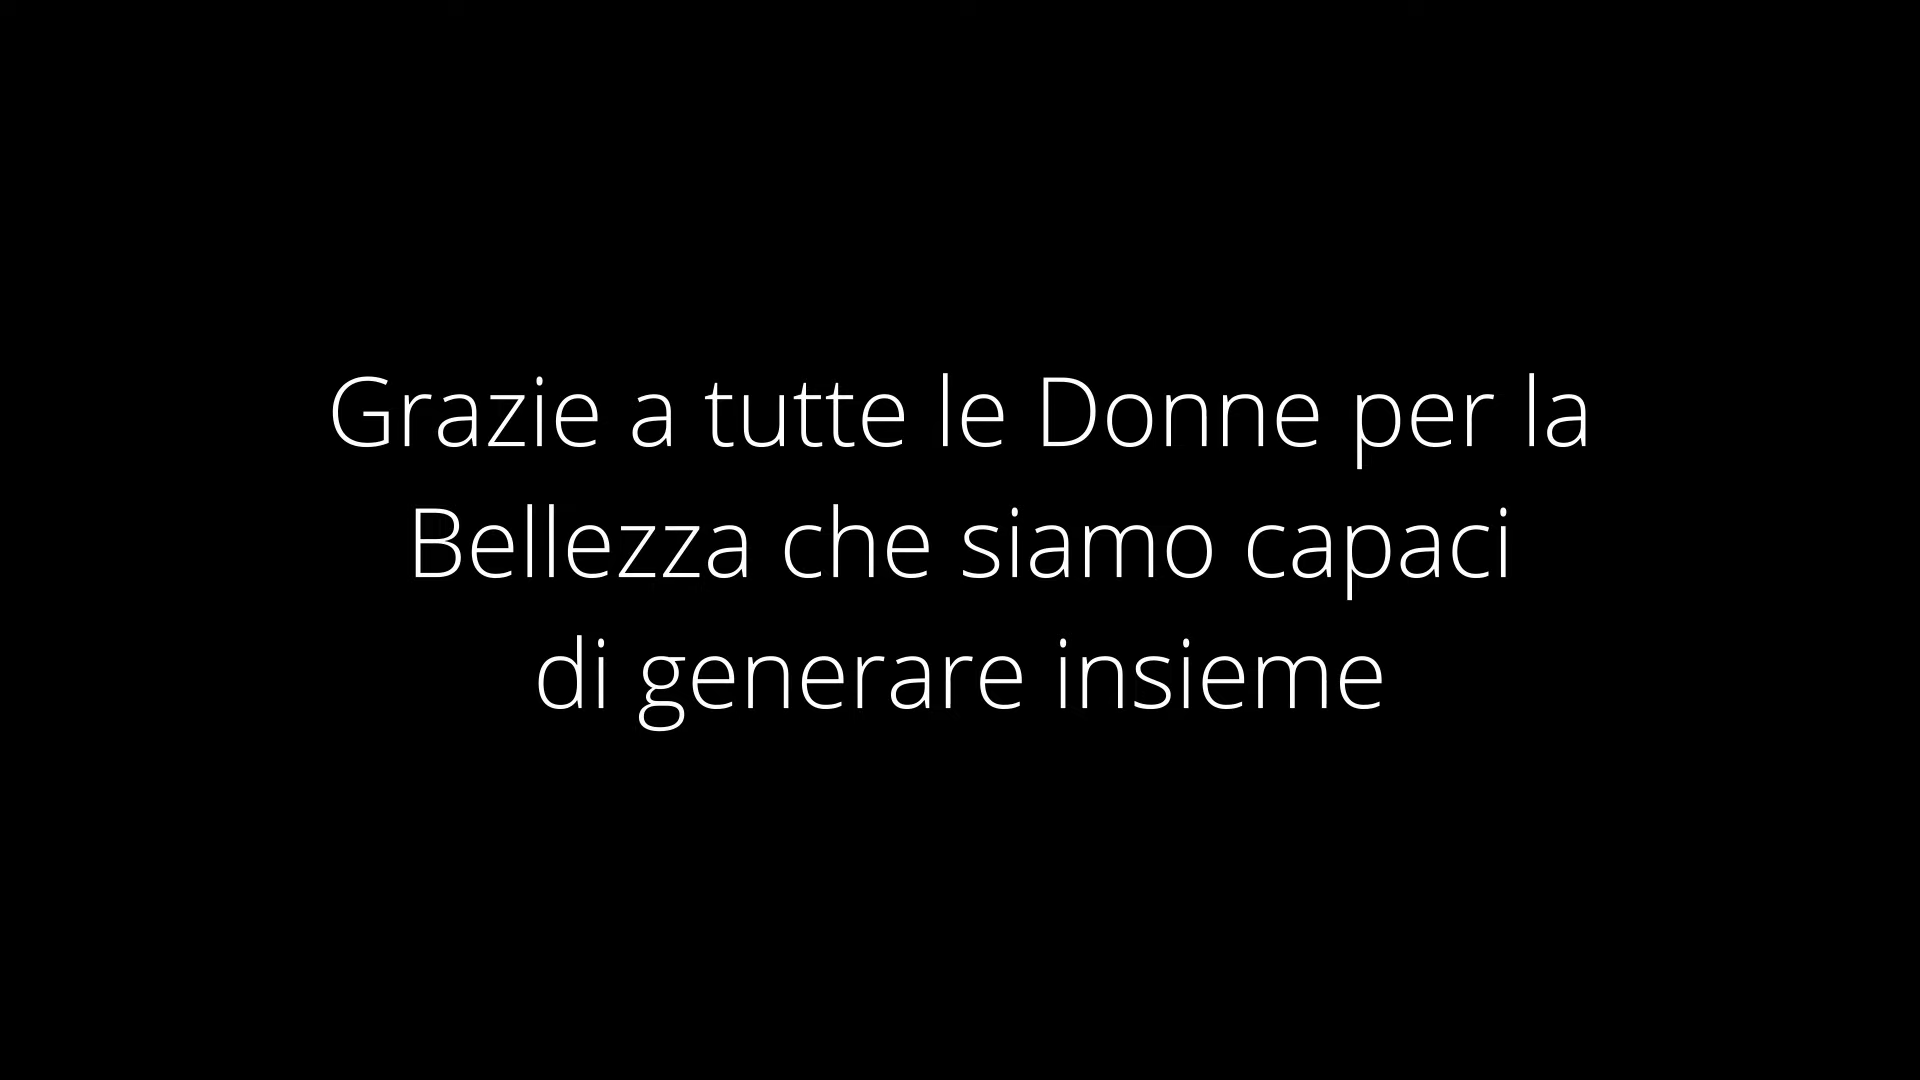 Grazie a tutte le Donne per la
Bellezza che siamo capaci
di generare insieme